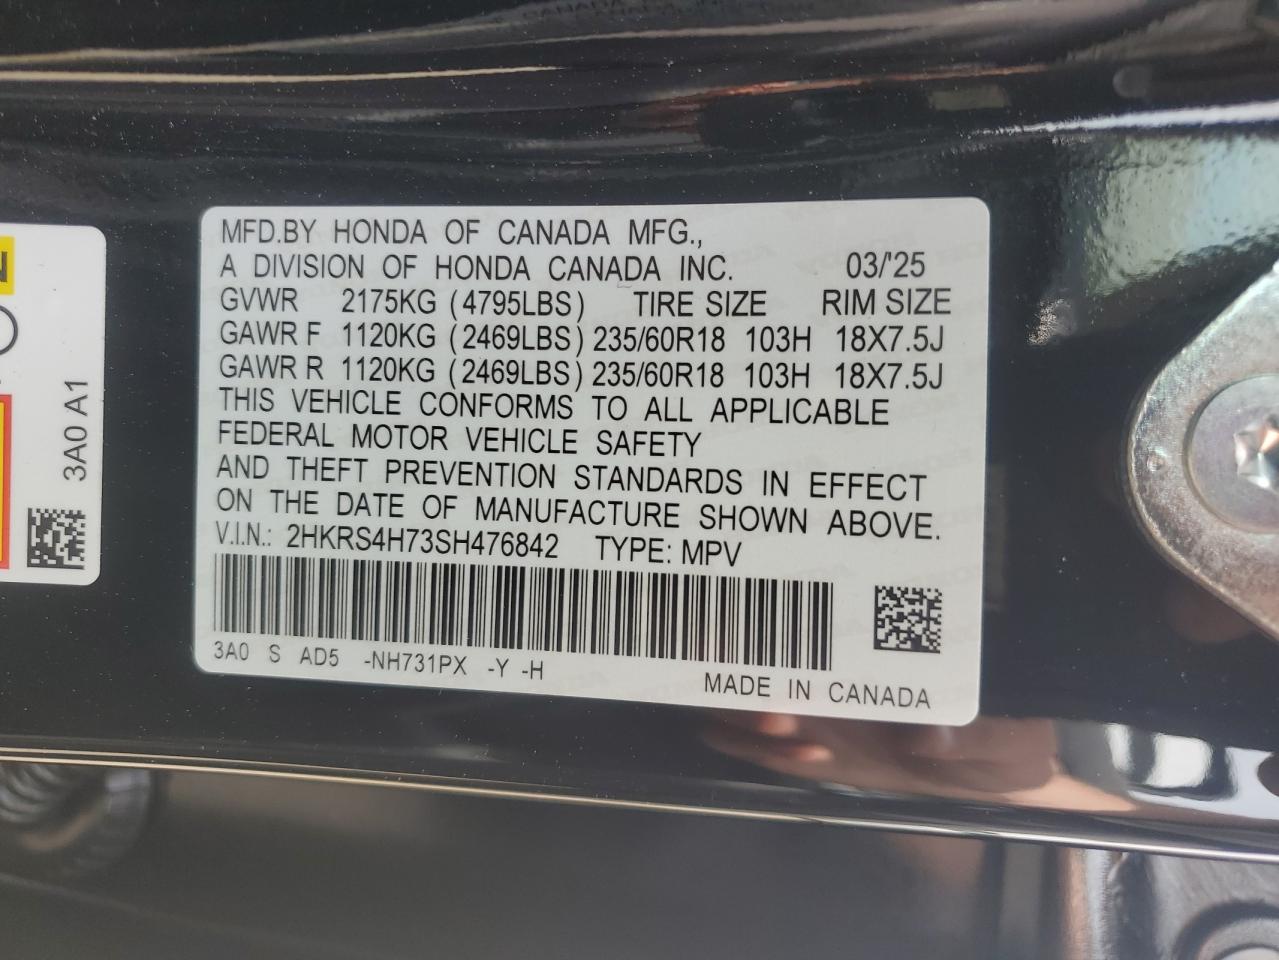 MFD.BY HONDA OF CANADA MFG.,
A DIVISION OF HONDA CANADA INC. 03/'25
GVWR 2175KG (4795LBS) TIRE SIZE RIM SIZE
GAWR F 1120KG (2469LBS) 235/60R18 103H 18X7.5J
GAWR R 1120KG (2469LBS) 235/60R18 103H 18X7.5J
THIS VEHICLE CONFORMS TO ALL APPLICABLE
FEDERAL MOTOR VEHICLE SAFETY
AND THEFT PREVENTION STANDARDS IN EFFECT
ON THE DATE OF MANUFACTURE SHOWN ABOVE.
V.I.N.: 2HKRS4H73SH476842 TYPE: MPV
3A0 S AD5 -NH731PX -Y -H
MADE IN CANADA
3A0 A1
N